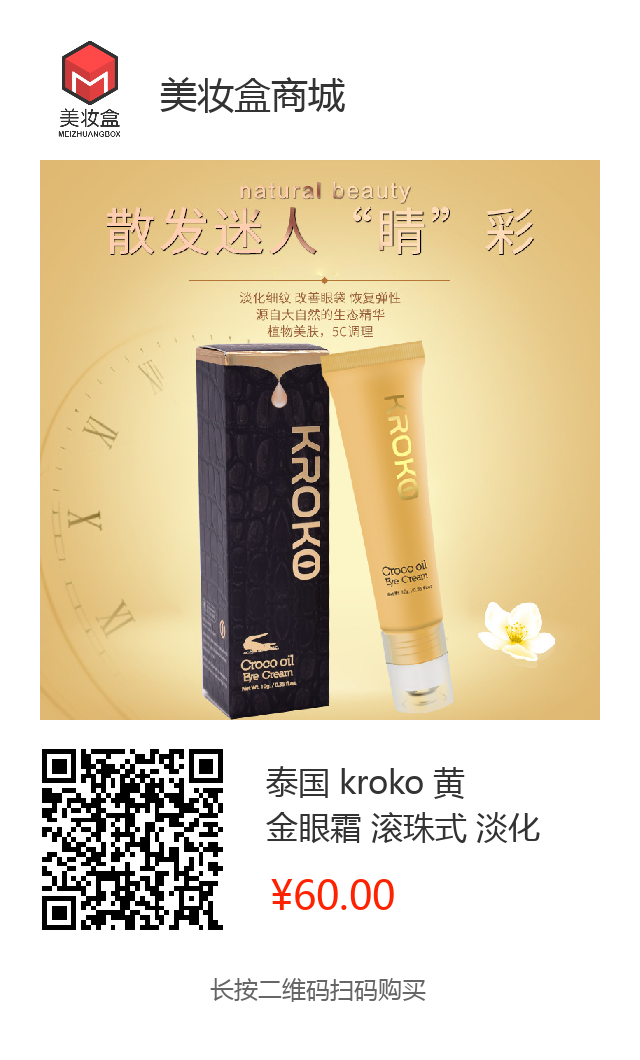 美妆盒
MEIZHUANGBOX
美妆盒商城
natural beauty
散发迷人“睛”彩
淡化细纹 改善眼袋 恢复弹性
源自大自然的生态精华
植物美肤，5C调理
KROKO
Croco oil
Eye Cream
KROKO
Croco oil
Eye Cream
泰国 kroko 黄
金眼霜 滚珠式 淡化
¥60.00
长按二维码扫码购买